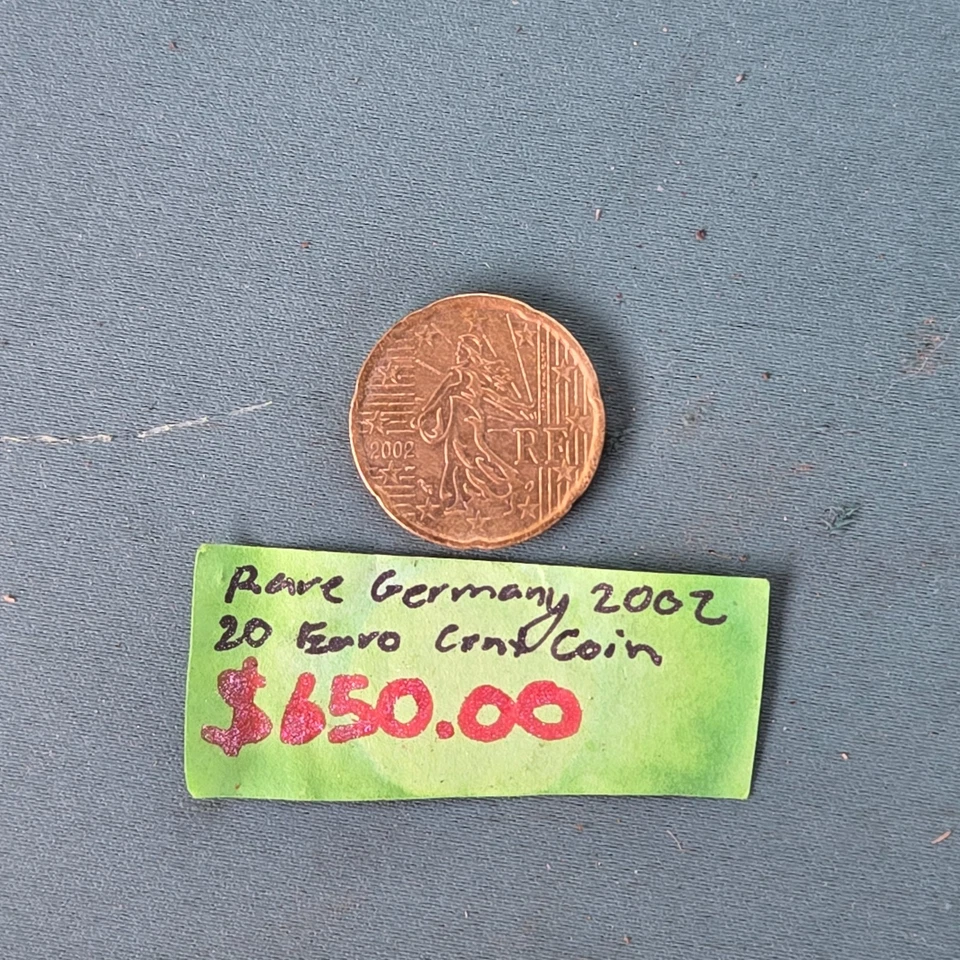 2002
RF
Rare Germany 2002
20 Euro Cent Coin
$650.00